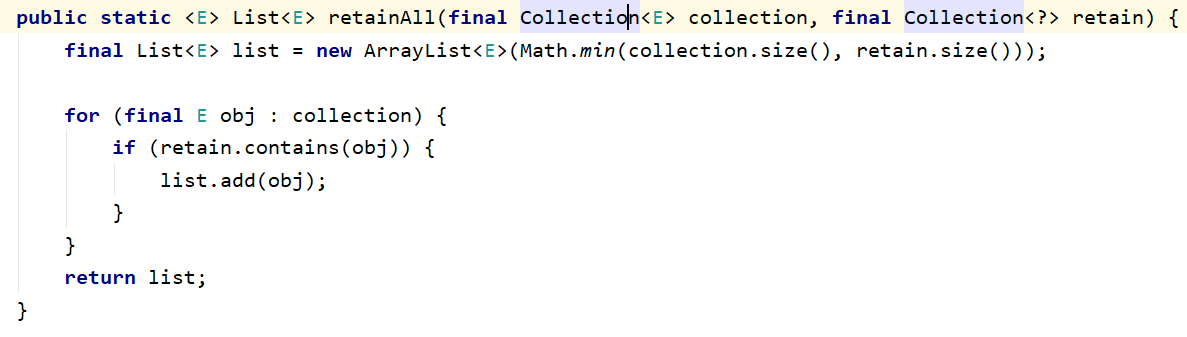 public static <E> List<E> retainAll(final Collection<E> collection, final Collection<?> retain) {
    final List<E> list = new ArrayList<E>(Math.min(collection.size(), retain.size()));
    for (final E obj : collection) {
        if (retain.contains(obj)) {
            list.add(obj);
        }
    }
    return list;
}